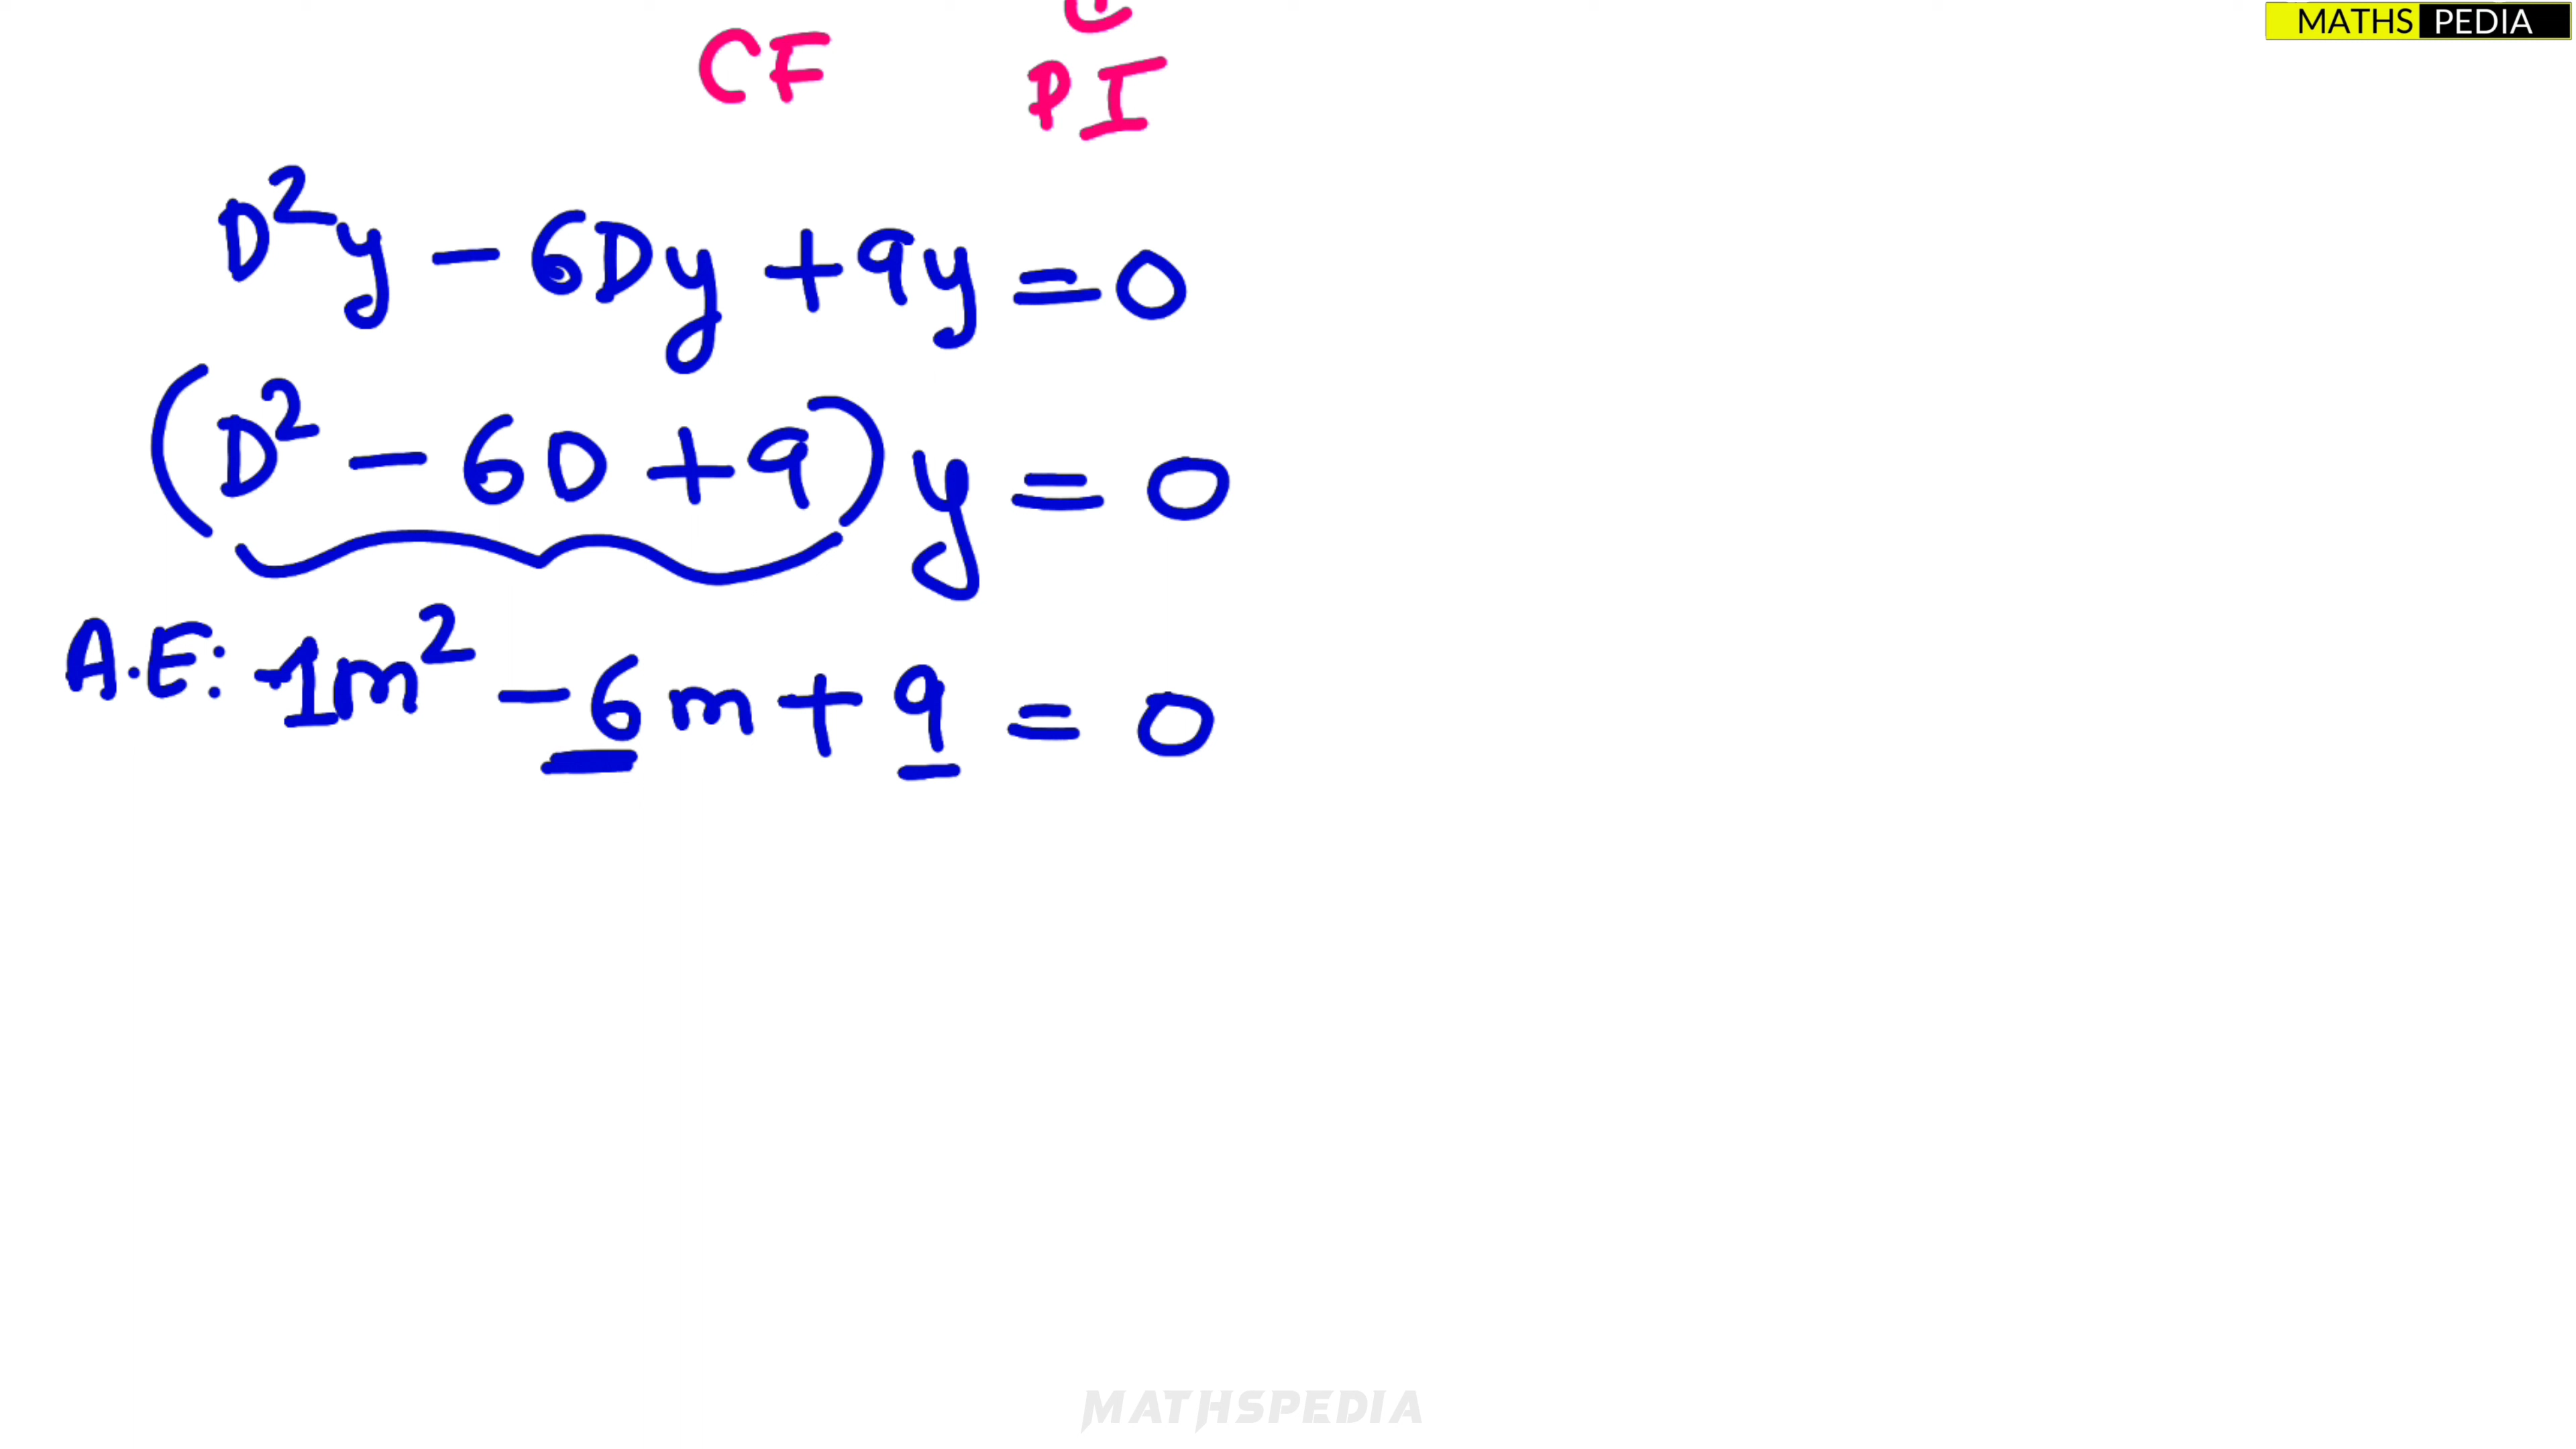 MATHS PEDIA
CF PI
D²y - 6Dy + 9y = 0
(D² - 6D + 9) y = 0
A.E: 1m² - 6m + 9 = 0
MATHSPEDIA